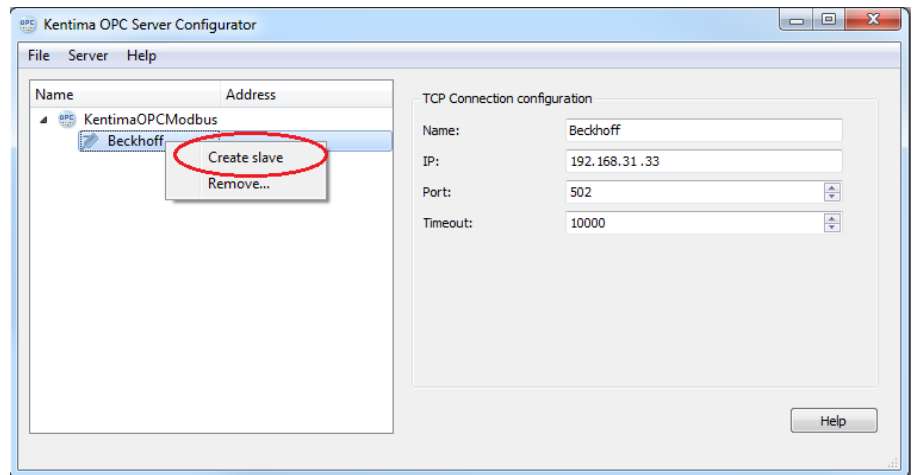 Kentima OPC Server Configurator
File Server Help
Name Address
KentimaOPCModbus
Beckhoff
Create slave
Remove...
TCP Connection configuration
Name: Beckhoff
IP: 192.168.31 .33
Port: 502
Timeout: 10000
Help